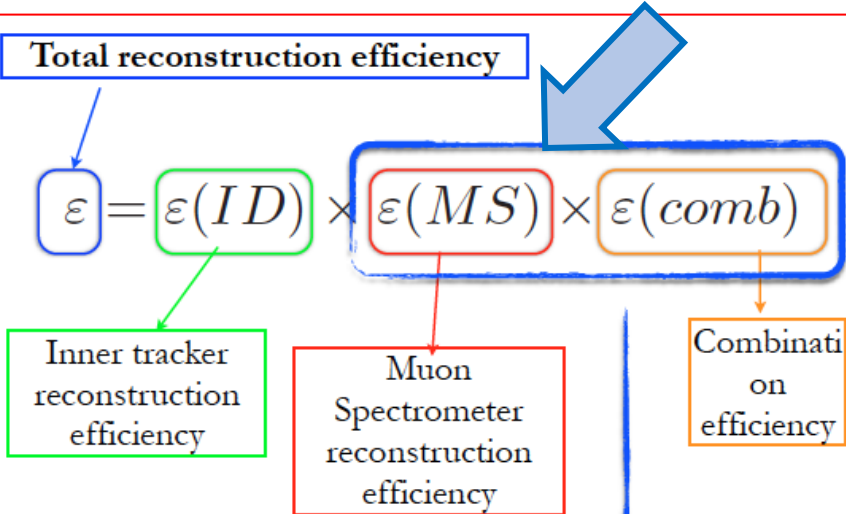 Total reconstruction efficiency
ε = ε(ID) × ε(MS) × ε(comb)
Inner tracker
reconstruction
efficiency
Muon
Spectrometer
reconstruction
efficiency
Combinati
on
efficiency